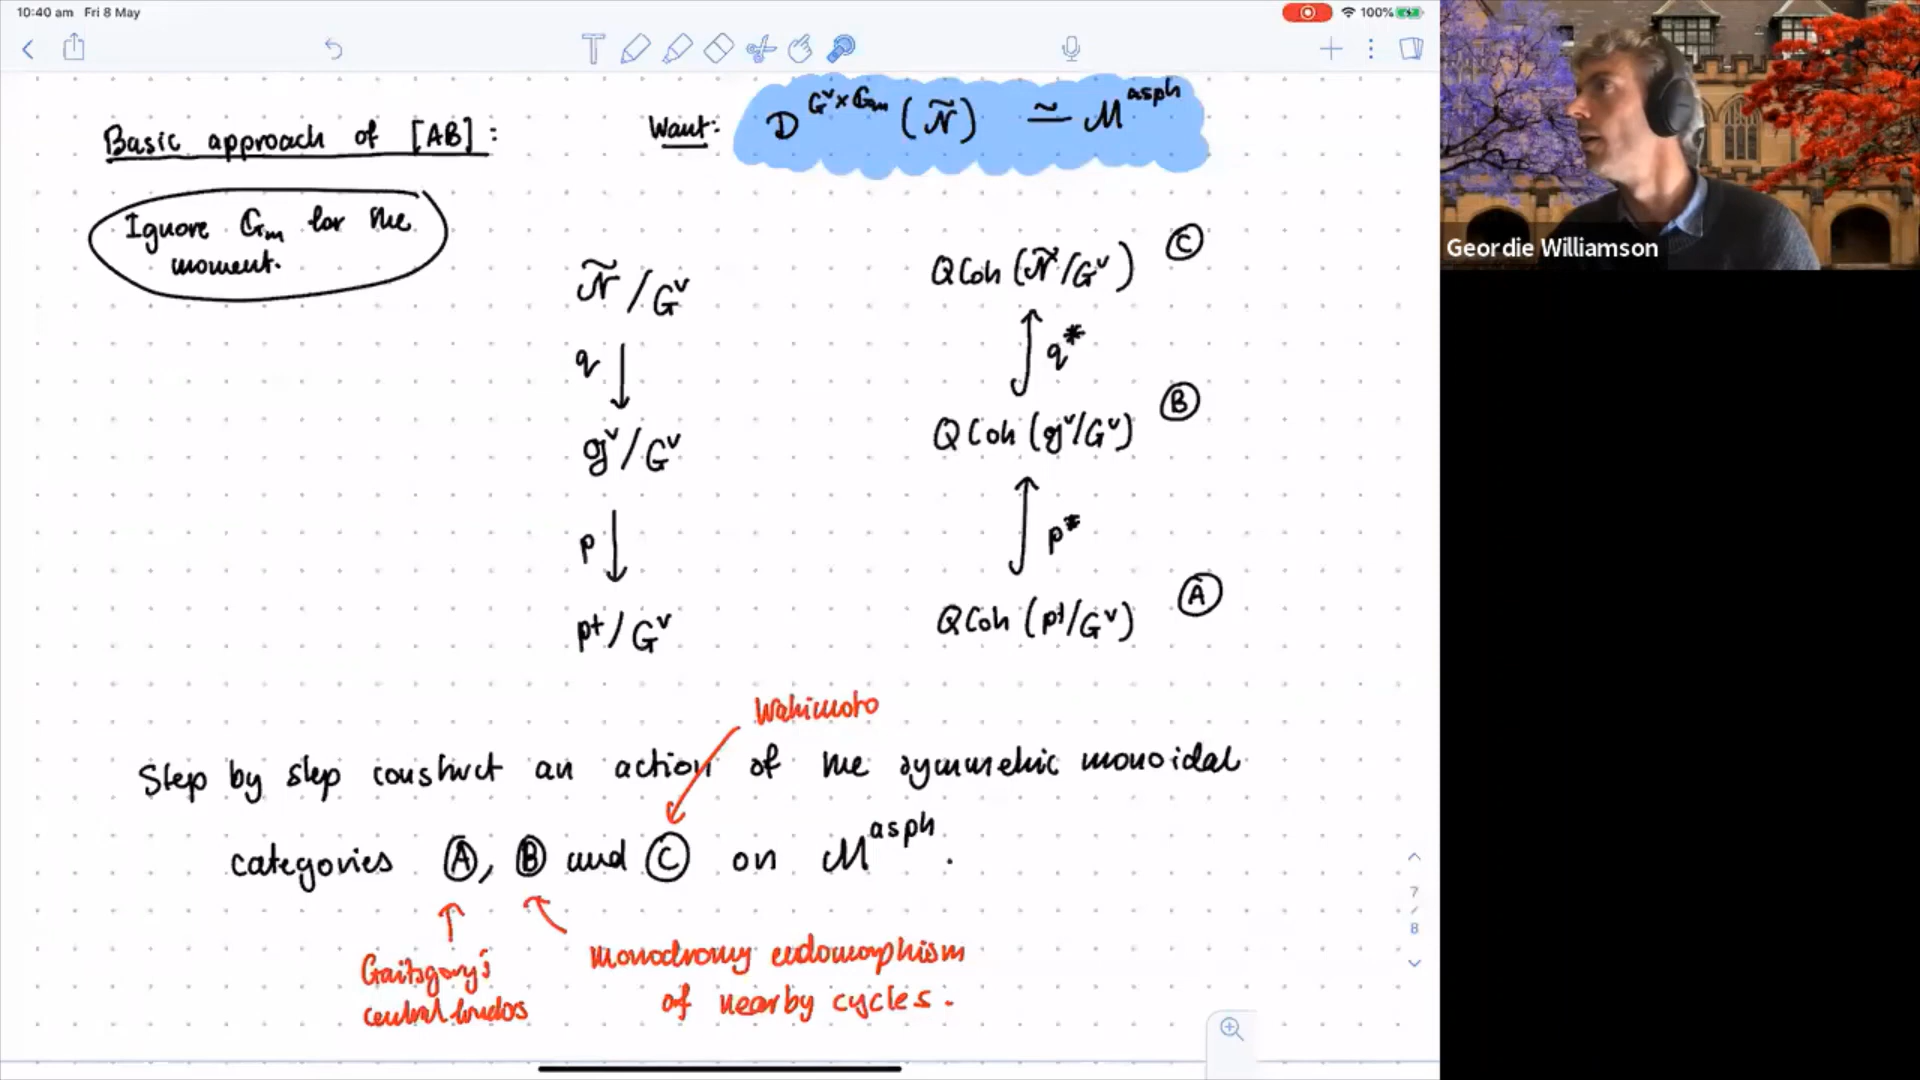 10:40 am Fri 8 May
100%
Basic approach of [AB]:
Want: D^{G^∨×G_m}(Ñ) ≃ M^{asph}
Ignore G_m for the
moment.
Ñ/G^∨
QCoh(Ñ/G^∨) C
q
q*
g^∨/G^∨
QCoh(g^∨/G^∨) B
p
p*
pt/G^∨
QCoh(pt/G^∨) A
Wakimoto
Step by step construct an action of the symmetric monoidal
categories A, B and C on M^{asph}.
Gaitsgory's
central
monodromy endomorphism
of nearby cycles.
7
/
8
Geordie Williamson